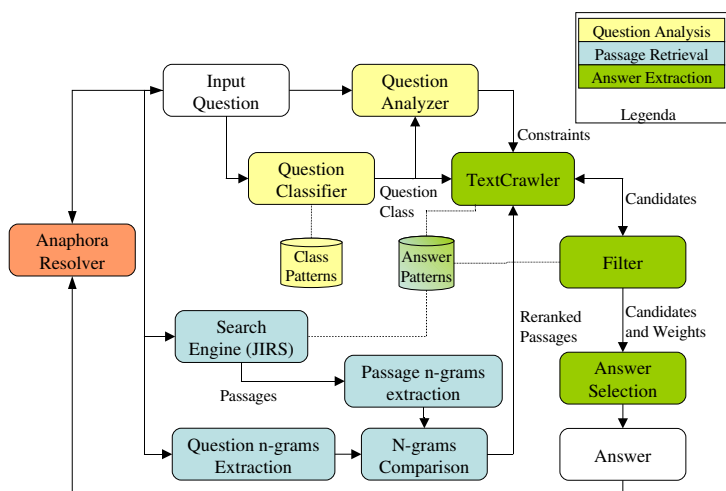 Question Analysis
Passage Retrieval
Answer Extraction
Legenda
Input
Question
Question
Analyzer
Constraints
Question
Classifier
Question
Class
TextCrawler
Candidates
Anaphora
Resolver
Class
Patterns
Answer
Patterns
Filter
Search
Engine (JIRS)
Reranked
Passages
Candidates
and Weights
Passages
Passage n-grams
extraction
Answer
Selection
Question n-grams
Extraction
N-grams
Comparison
Answer